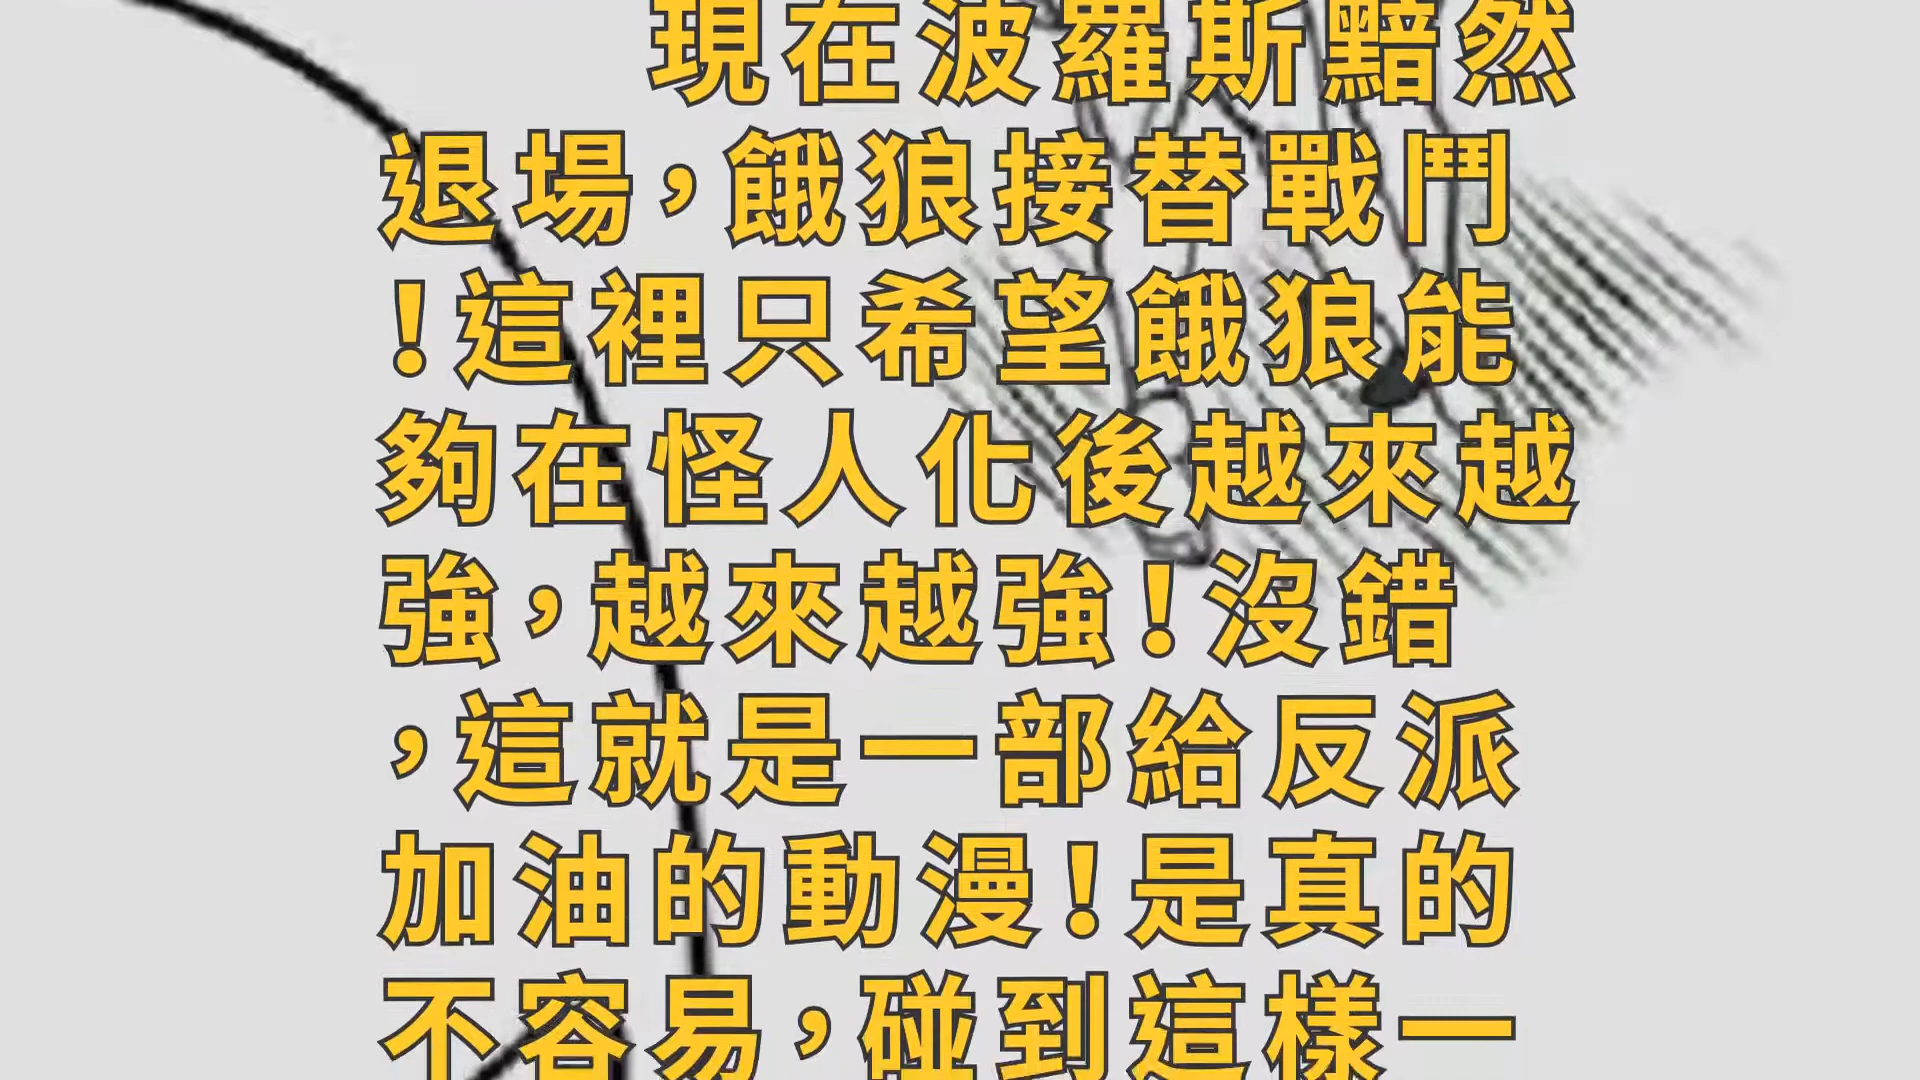 現在波羅斯黯然
退場，餓狼接替戰鬥
！這裡只希望餓狼能
夠在怪人化後越來越
強，越來越強！沒錯
，這就是一部給反派
加油的動漫！是真的
不容易，碰到這樣一